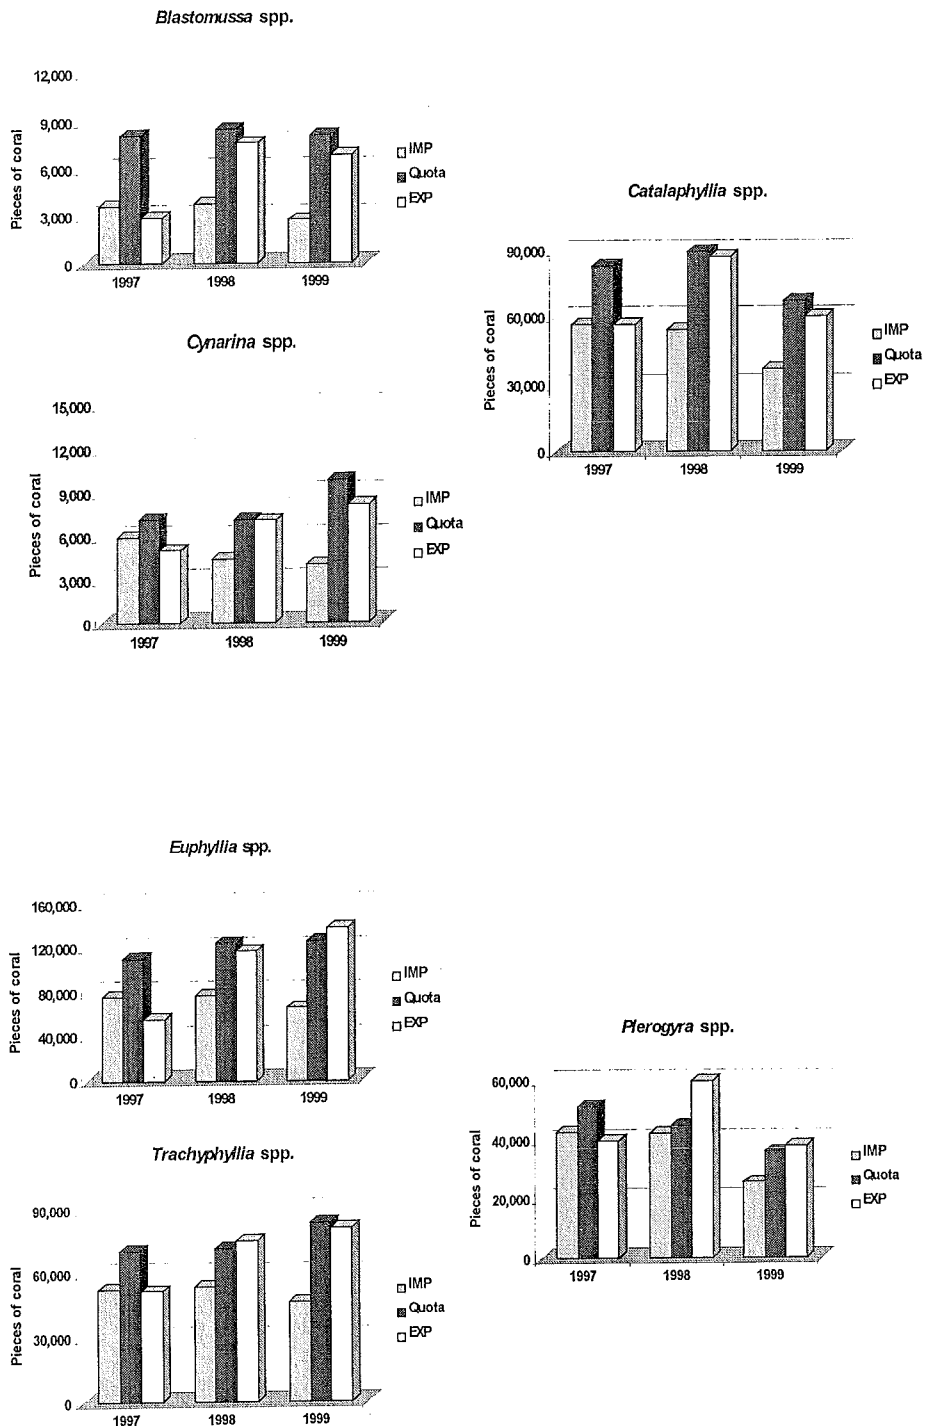 Blastomussa spp.
12,000
9,000
6,000
3,000
0
Pieces of coral
1997 1998 1999
IMP
Quota
EXP
Catalaphyllia spp.
90,000
60,000
30,000
0
Pieces of coral
1997 1998 1999
IMP
Quota
EXP
Cynarina spp.
15,000
12,000
9,000
6,000
3,000
0
Pieces of coral
1997 1998 1999
IMP
Quota
EXP
Euphyllia spp.
160,000
120,000
80,000
40,000
0
Pieces of coral
1997 1998 1999
IMP
Quota
EXP
Plerogyra spp.
60,000
40,000
20,000
0
Pieces of coral
1997 1998 1999
IMP
Quota
EXP
Trachyphyllia spp.
90,000
60,000
30,000
0
Pieces of coral
1997 1998 1999
IMP
Quota
EXP